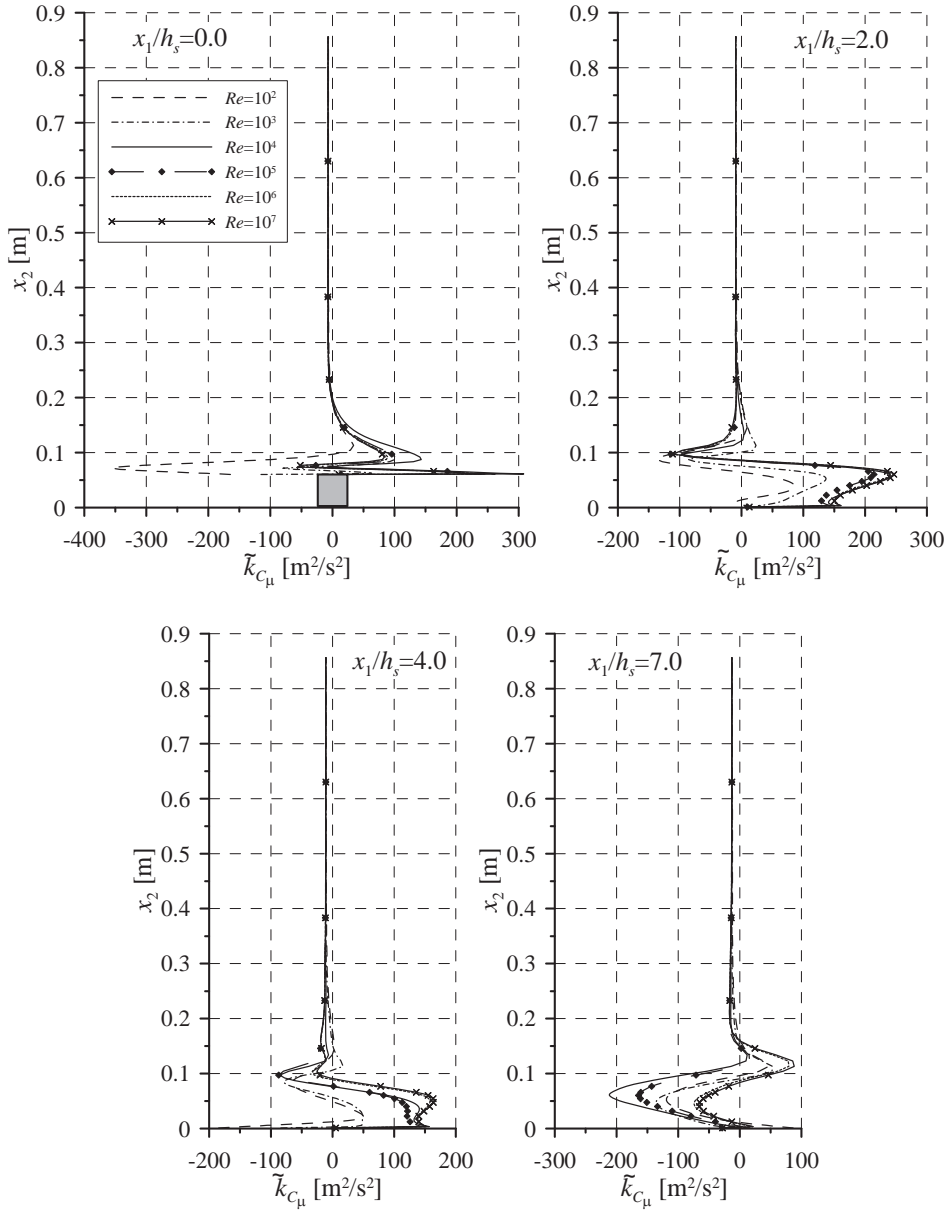 x₁/hₛ=0.0
0.9
0.8
0.7
0.6
0.5
0.4
0.3
0.2
0.1
0
x₂ [m]
Re=10²
Re=10³
Re=10⁴
Re=10⁵
Re=10⁶
Re=10⁷
-400 -300 -200 -100 0 100 200 300
k̃_Cμ [m²/s²]
x₁/hₛ=2.0
0.9
0.8
0.7
0.6
0.5
0.4
0.3
0.2
0.1
0
x₂ [m]
-200 -100 0 100 200 300
k̃_Cμ [m²/s²]
x₁/hₛ=4.0
0.9
0.8
0.7
0.6
0.5
0.4
0.3
0.2
0.1
0
x₂ [m]
-200 -100 0 100 200
k̃_Cμ [m²/s²]
x₁/hₛ=7.0
0.9
0.8
0.7
0.6
0.5
0.4
0.3
0.2
0.1
0
x₂ [m]
-300 -200 -100 0 100
k̃_Cμ [m²/s²]